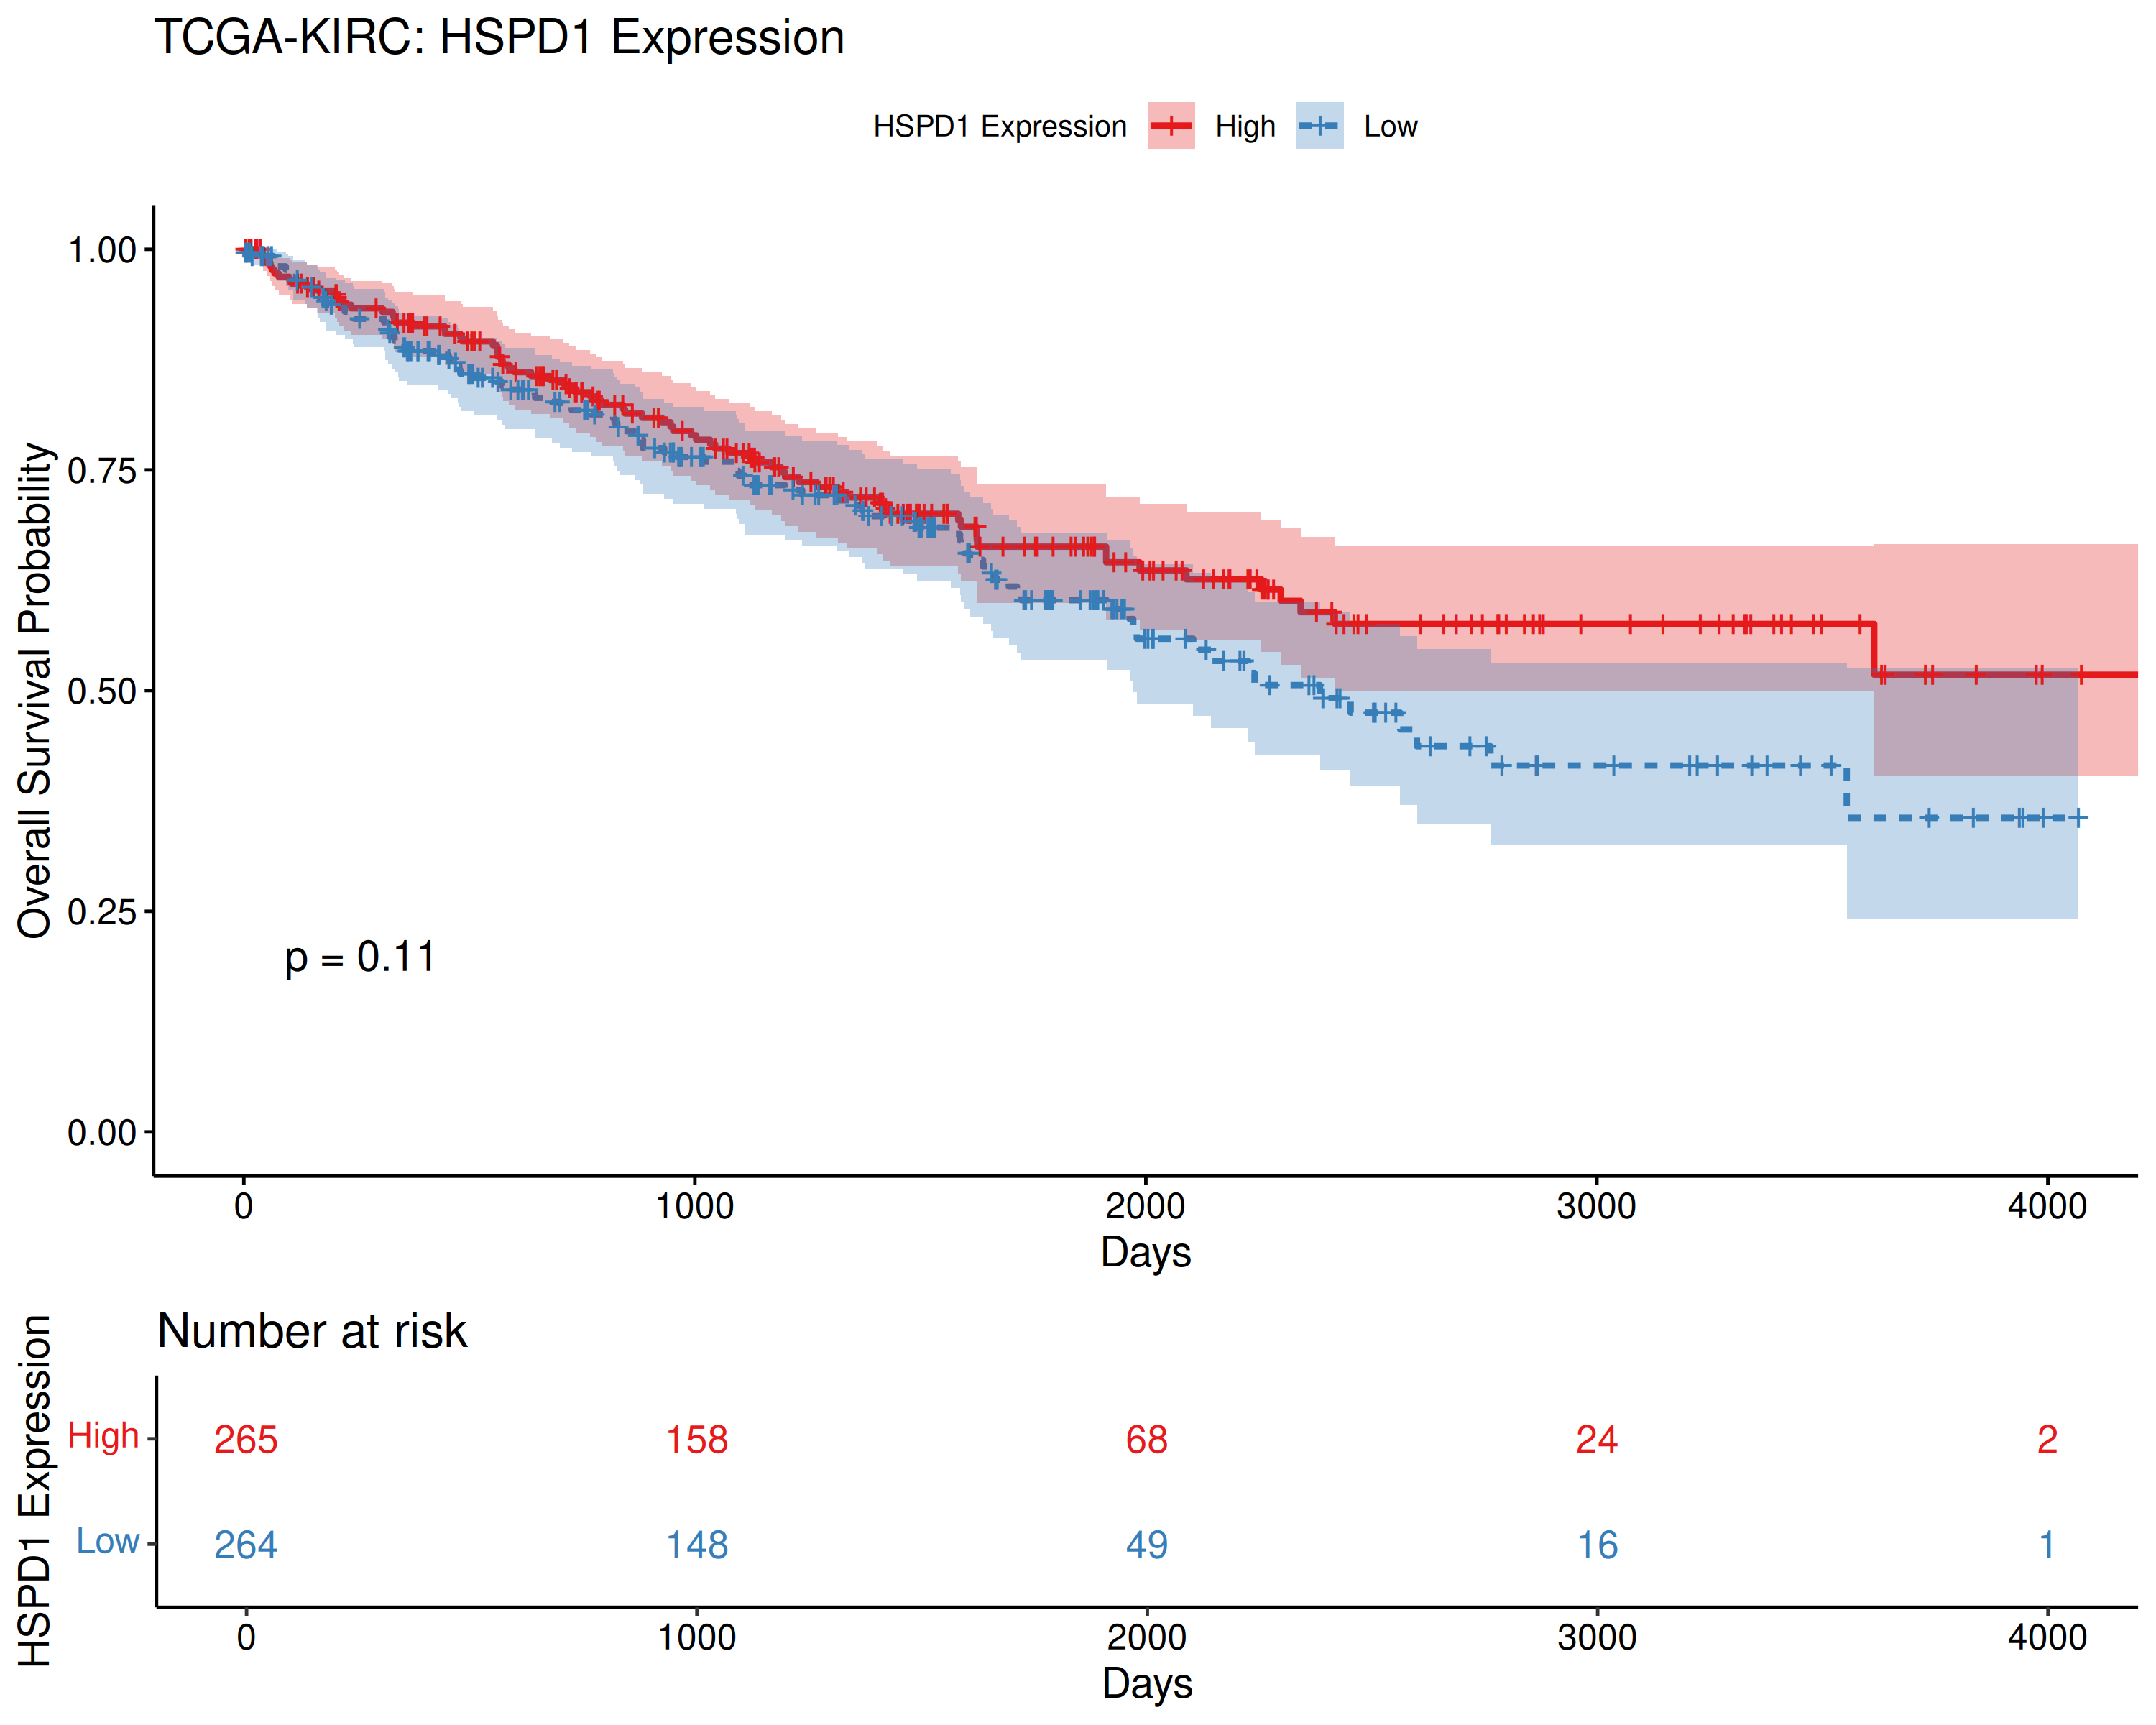 TCGA-KIRC: HSPD1 Expression
HSPD1 Expression High Low
Overall Survival Probability
1.00
0.75
0.50
0.25
0.00
p = 0.11
0 1000 2000 3000 4000
Days
Number at risk
HSPD1 Expression
High 265 158 68 24 2
Low 264 148 49 16 1
0 1000 2000 3000 4000
Days